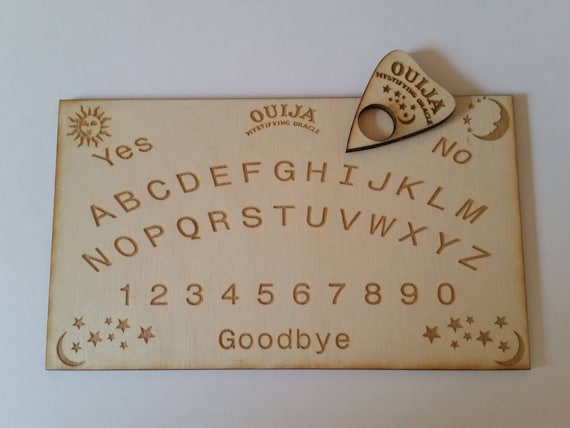 OUIJA
MYSTIFYING ORACLE
OUIJA
MYSTIFYING ORACLE
Yes
No
ABCDEFGHIJKLM
NOPQRSTUVWXYZ
1234567890
Goodbye